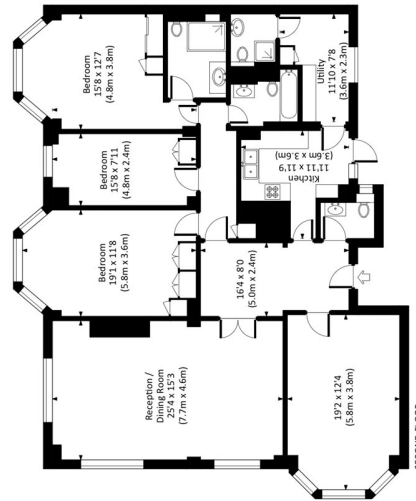 Bedroom
15'8 x 12'7
(4.8m x 3.8m)
Utility
11'10 x 7'8
(3.6m x 2.3m)
Bedroom
15'8 x 7'11
(4.8m x 2.4m)
Kitchen
11'11 x 11'9
(3.6m x 3.6m)
Bedroom
19'1 x 11'8
(5.8m x 3.6m)
16'4 x 8'0
(5.0m x 2.4m)
Reception /
Dining Room
25'4 x 15'3
(7.7m x 4.6m)
19'2 x 12'4
(5.8m x 3.8m)